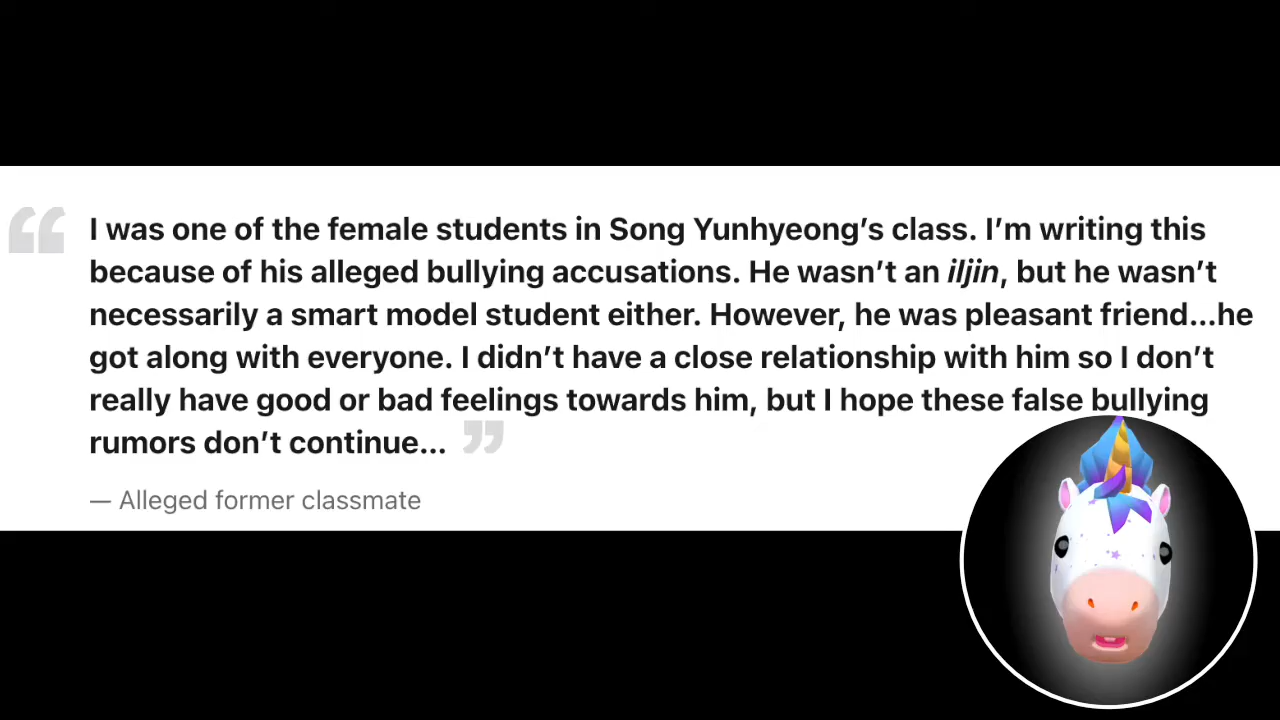 “
I was one of the female students in Song Yunhyeong’s class. I’m writing this
because of his alleged bullying accusations. He wasn’t an iljin, but he wasn’t
necessarily a smart model student either. However, he was pleasant friend...he
got along with everyone. I didn’t have a close relationship with him so I don’t
really have good or bad feelings towards him, but I hope these false bullying
rumors don’t continue... ”
— Alleged former classmate